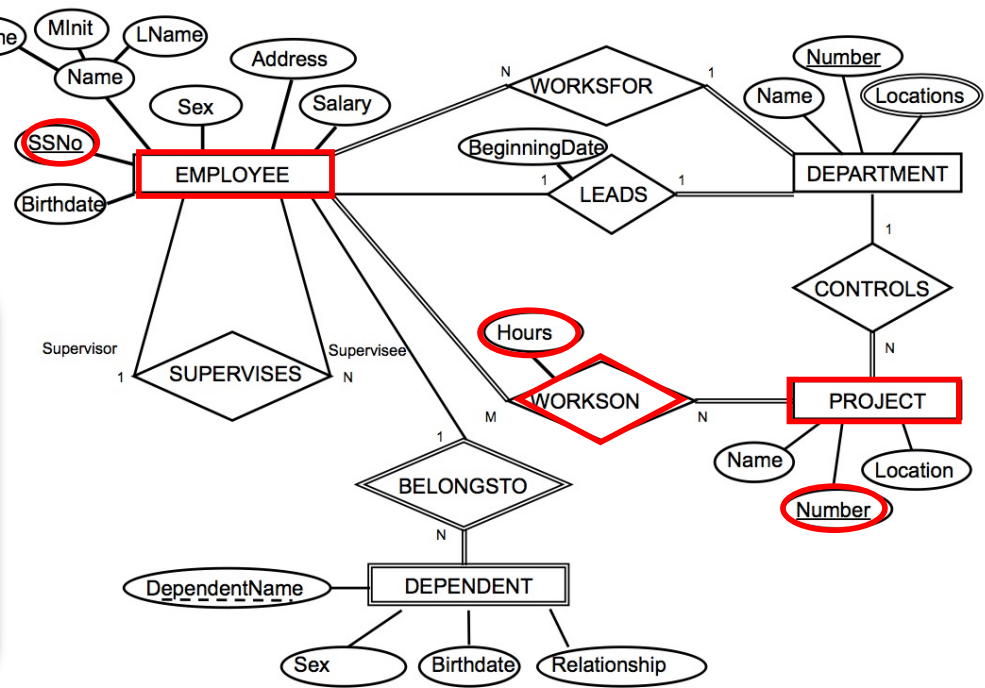 MInit
LName
Name
Address
Sex
Salary
SSNo
EMPLOYEE
Birthdate
N
WORKSFOR
1
Number
Name
Locations
DEPARTMENT
BeginningDate
1
LEADS
1
1
CONTROLS
N
Supervisor
1
SUPERVISES
Supervisee
N
Hours
M
WORKSON
N
PROJECT
Name
Number
Location
1
BELONGSTO
N
DependentName
DEPENDENT
Sex
Birthdate
Relationship